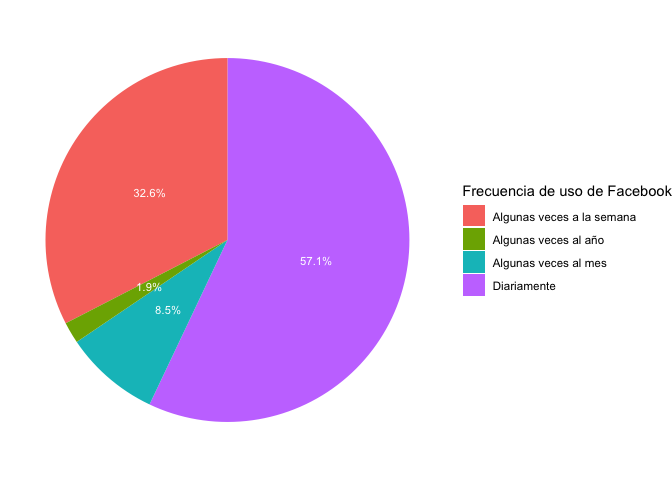 32.6%
57.1%
1.9%
8.5%
Frecuencia de uso de Facebook
Algunas veces a la semana
Algunas veces al año
Algunas veces al mes
Diariamente